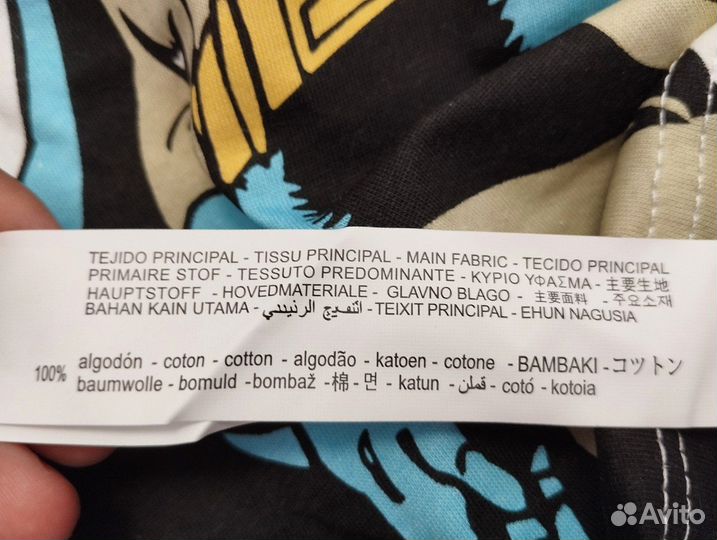 TEJIDO PRINCIPAL - TISSU PRINCIPAL - MAIN FABRIC - TECIDO PRINCIPAL
PRIMAIRE STOF - TESSUTO PREDOMINANTE - ΚΥΡΙΟ ΥΦΑΣΜΑ - 主要生地
HAUPTSTOFF - HOVEDMATERIALE - GLAVNO BLAGO - 主要面料 - 주요소재
BAHAN KAIN UTAMA - - TEIXIT PRINCIPAL - EHUN NAGUSIA
100% algodón - coton - cotton - algodão - katoen - cotone - BAMBAKI - コットン
baumwolle - bomuld -bombaž -棉 - 면 - katun - قطن - cotó - kotoia
Avito